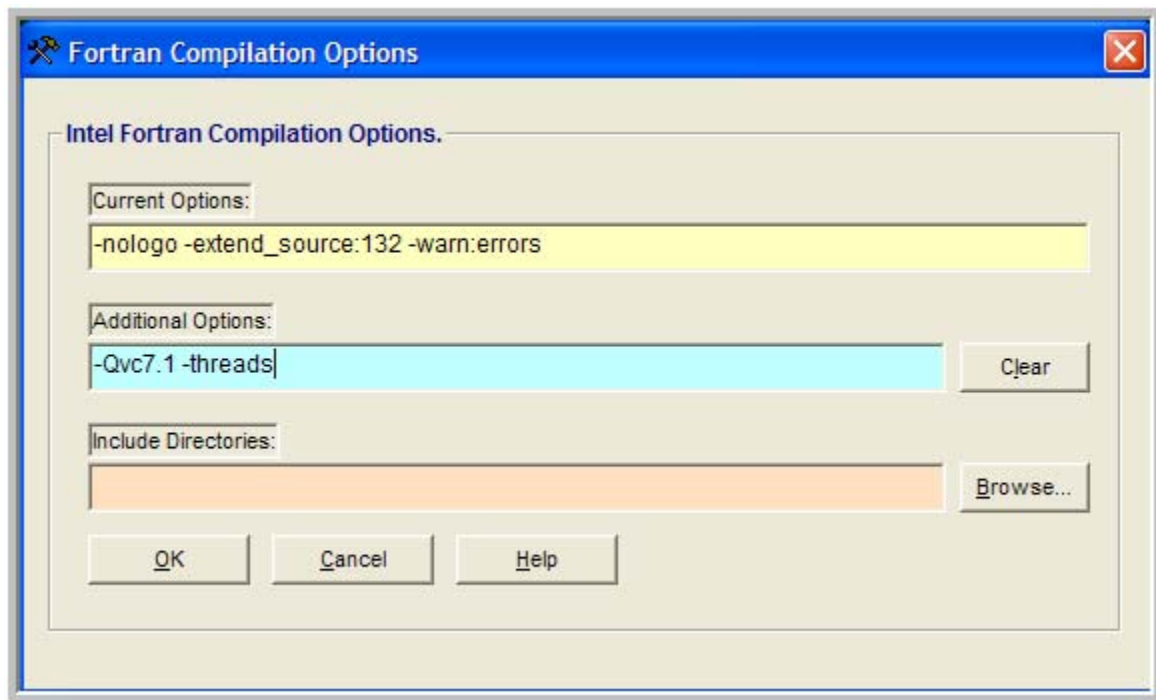 Fortran Compilation Options
Intel Fortran Compilation Options.
Current Options:
-nologo -extend_source:132 -warn:errors
Additional Options:
-Qvc7.1 -threads
Clear
Include Directories:
Browse...
OK Cancel Help